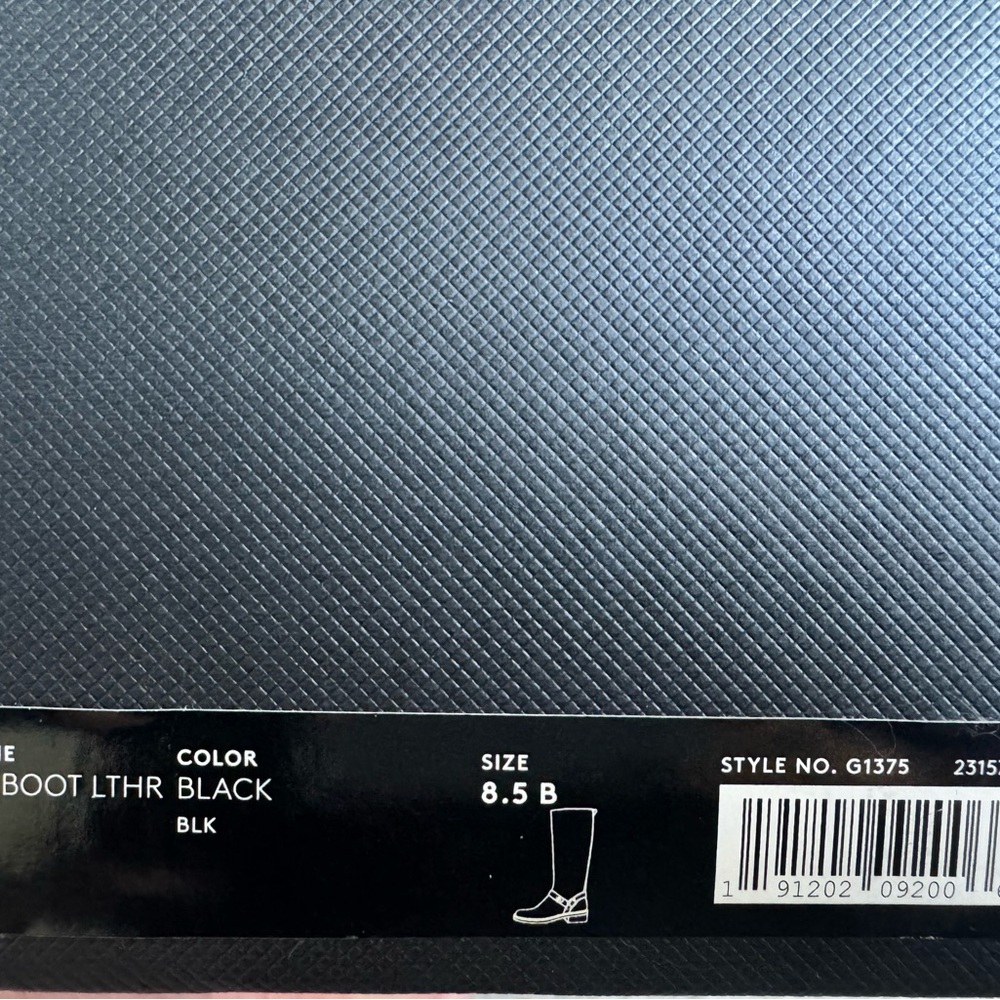 BOOT LTHR
COLOR
BLACK
BLK
SIZE
8.5 B
STYLE NO. G1375
1 91202 09200